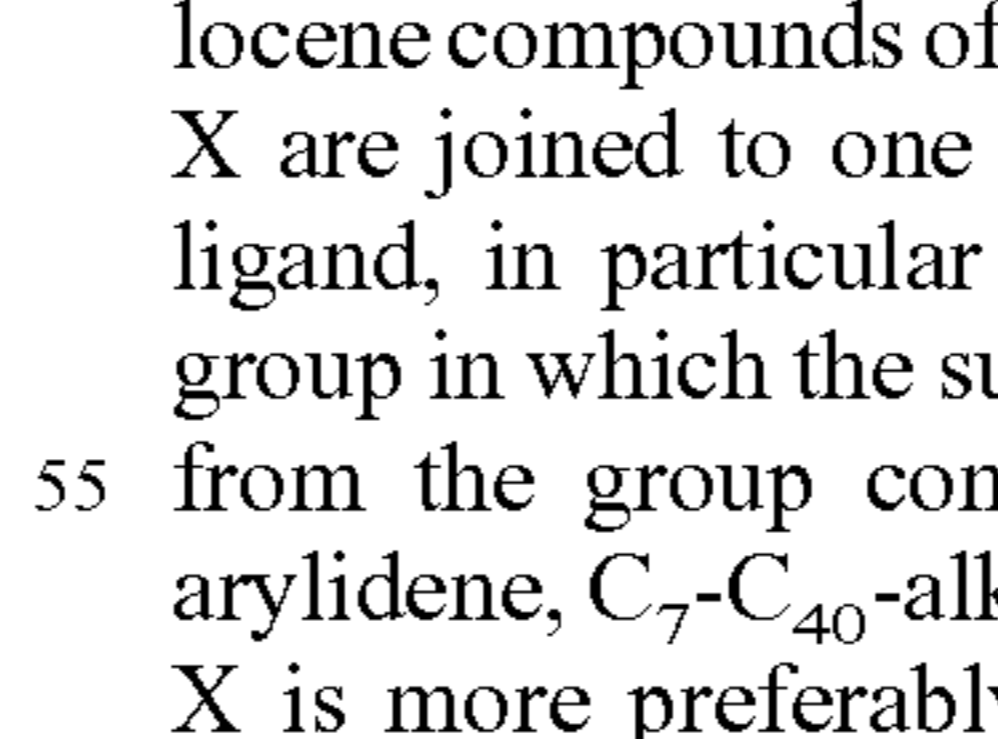 locene compounds of
X are joined to one
ligand, in particular
group in which the su
55 from the group con
arylidene, C₇-C₄₀-alk
X is more preferably